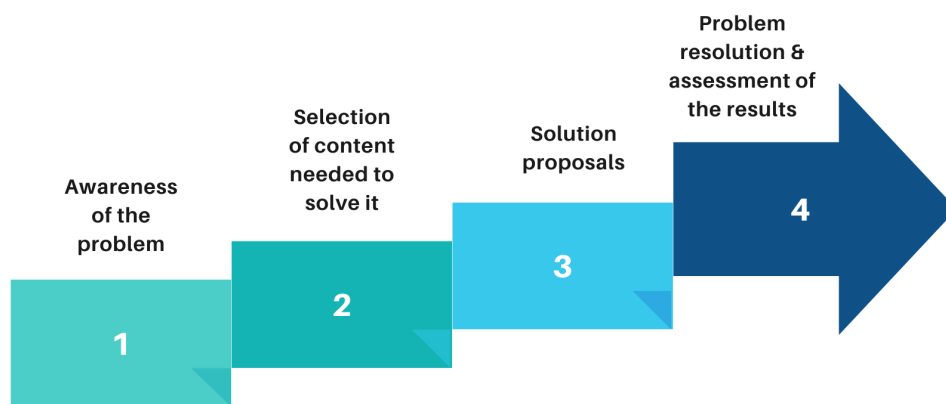 Awareness
of the
problem
1
Selection
of content
needed to
solve it
2
Solution
proposals
3
Problem
resolution &
assessment of
the results
4